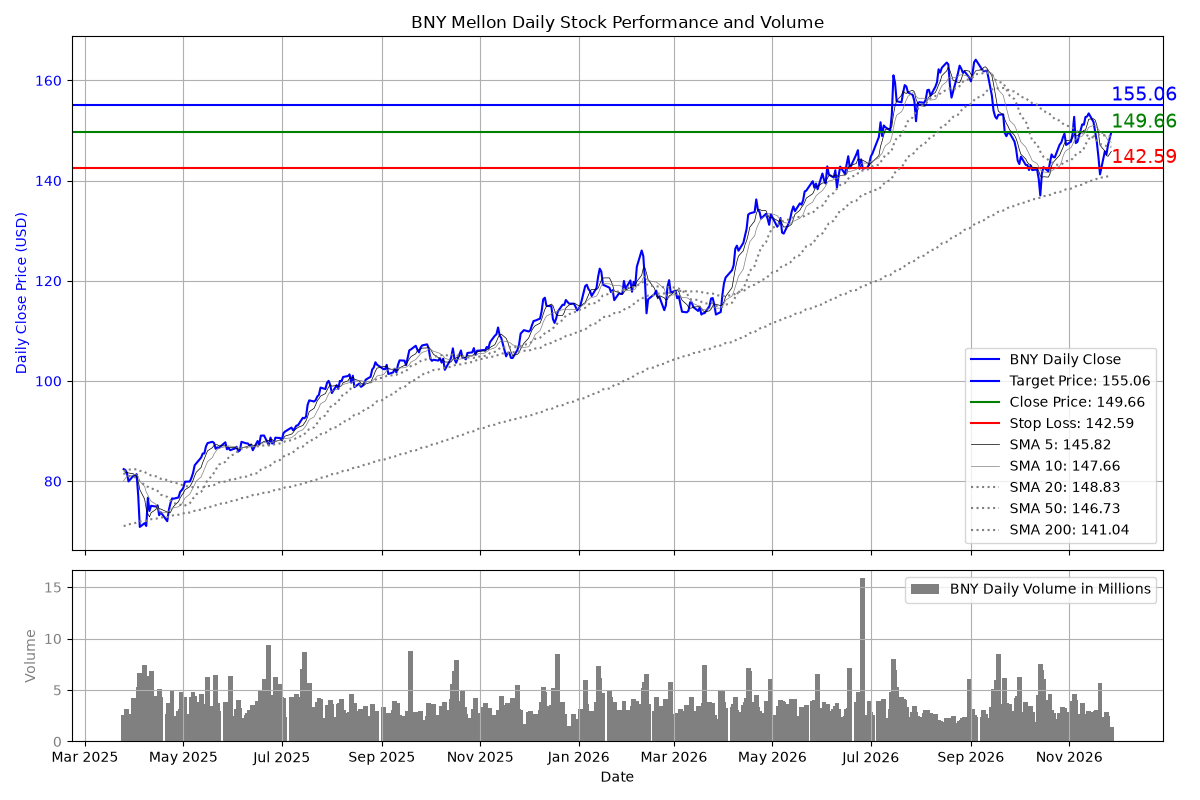 BNY Mellon Daily Stock Performance and Volume
Daily Close Price (USD)
160
140
120
100
80
155.06
149.66
142.59
BNY Daily Close
Target Price: 155.06
Close Price: 149.66
Stop Loss: 142.59
SMA 5: 145.82
SMA 10: 147.66
SMA 20: 148.83
SMA 50: 146.73
SMA 200: 141.04
Volume
15
10
5
0
BNY Daily Volume in Millions
Mar 2025 May 2025 Jul 2025 Sep 2025 Nov 2025 Jan 2026 Mar 2026 May 2026 Jul 2026 Sep 2026 Nov 2026
Date